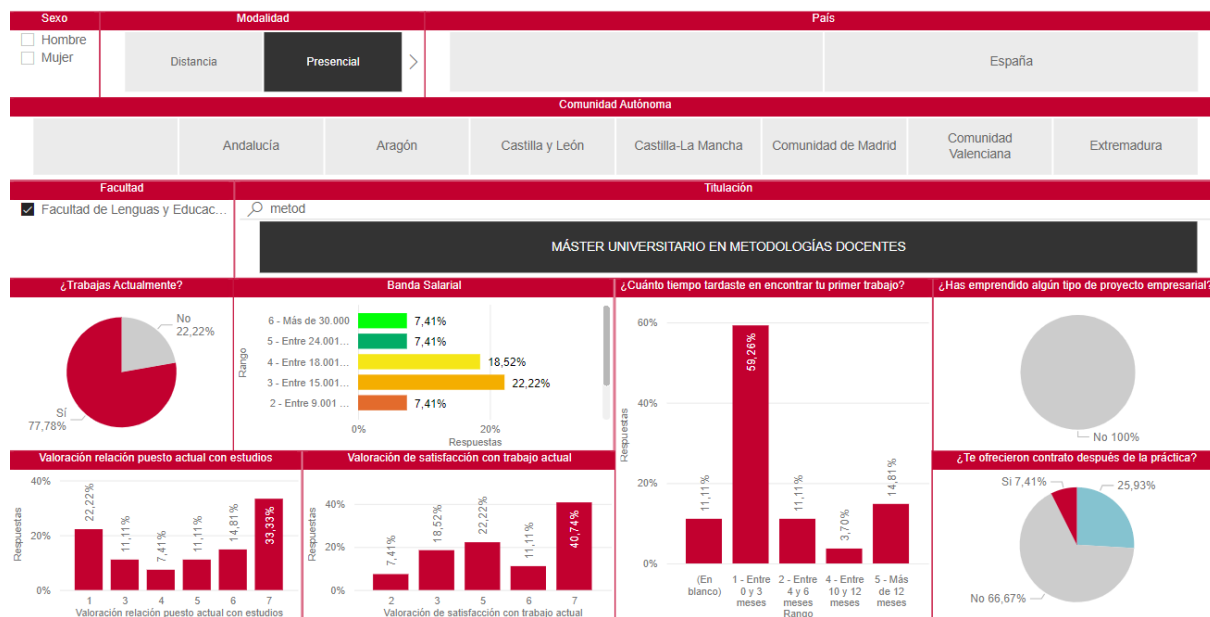 Sexo
Modalidad
País
Hombre
Mujer
Distancia
Presencial
España
Comunidad Autónoma
Andalucía
Aragón
Castilla y León
Castilla-La Mancha
Comunidad de Madrid
Comunidad
Valenciana
Extremadura
Facultad
Titulación
Facultad de Lenguas y Educac...
metod
MÁSTER UNIVERSITARIO EN METODOLOGÍAS DOCENTES
¿Trabajas Actualmente?
No
22,22%
Sí
77,78%
Banda Salarial
Rango
6 - Más de 30.000
7,41%
5 - Entre 24.001...
7,41%
4 - Entre 18.001...
18,52%
3 - Entre 15.001...
22,22%
2 - Entre 9.001 ...
7,41%
0%
20%
Respuestas
¿Cuánto tiempo tardaste en encontrar tu primer trabajo?
Respuestas
60%
40%
20%
0%
11,11%
59,26%
11,11%
3,70%
14,81%
(En
blanco)
1 - Entre
0 y 3
meses
2 - Entre
4 y 6
meses
4 - Entre
10 y 12
meses
5 - Más
de 12
meses
Rango
¿Has emprendido algún tipo de proyecto empresarial?
No 100%
Valoración relación puesto actual con estudios
Respuestas
40%
20%
0%
22,22%
11,11%
7,41%
11,11%
14,81%
33,33%
1
3
4
5
6
7
Valoración relación puesto actual con estudios
Valoración de satisfacción con trabajo actual
Respuestas
40%
20%
0%
7,41%
18,52%
22,22%
11,11%
40,74%
2
3
5
6
7
Valoración de satisfacción con trabajo actual
¿Te ofrecieron contrato después de la práctica?
Si 7,41%
25,93%
No 66,67%